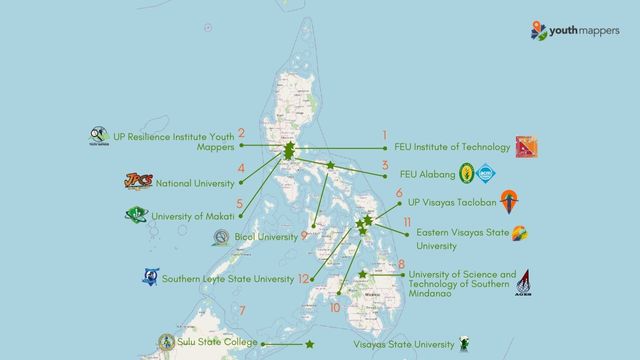 youthmappers
2
UP Resilience Institute Youth
Mappers
1
FEU Institute of Technology
4
JPCS
National University
3
FEU Alabang
5
University of Makati
6
UP Visayas Tacloban
Bicol University
9
11
Eastern Visayas State
University
Southern Leyte State University
12
8
University of Science and
Technology of Southern
Mindanao
10
7
Sulu State College
Visayas State University